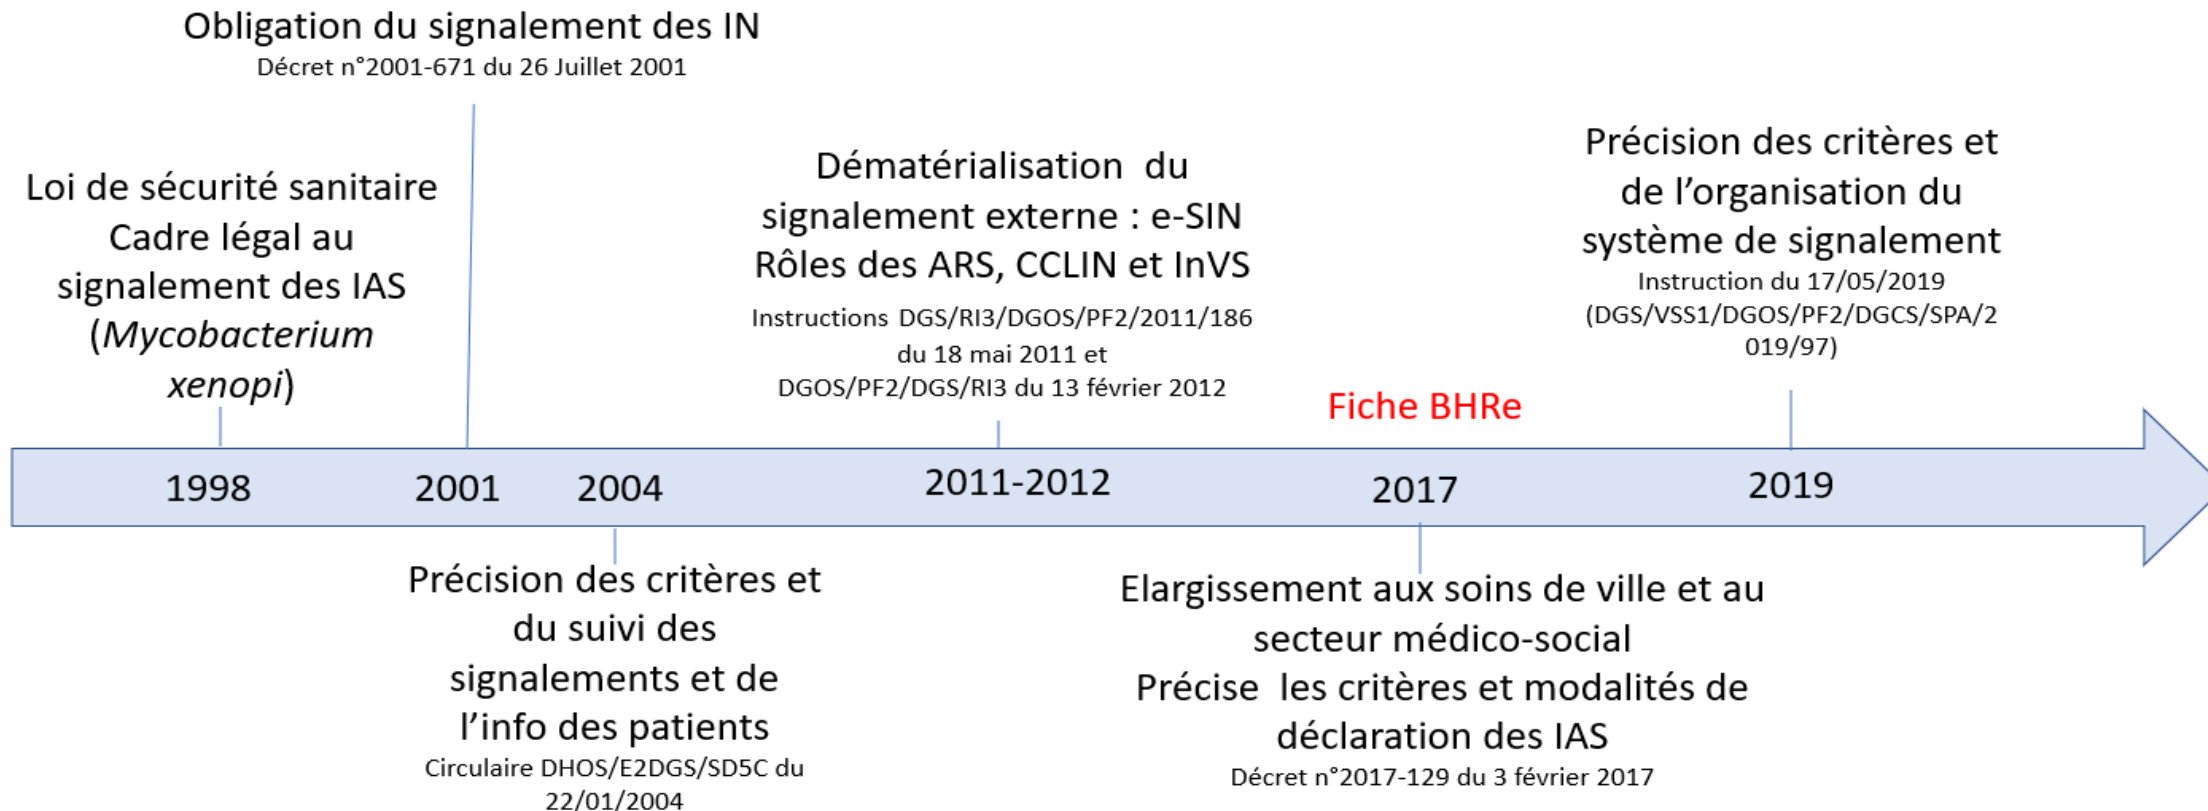 Obligation du signalement des IN
Décret n°2001-671 du 26 Juillet 2001
Loi de sécurité sanitaire
Cadre légal au
signalement des IAS
(Mycobacterium
xenopi)
Dématérialisation du
signalement externe : e-SIN
Rôles des ARS, CCLIN et InVS
Instructions DGS/RI3/DGOS/PF2/2011/186
du 18 mai 2011 et
DGOS/PF2/DGS/RI3 du 13 février 2012
Fiche BHRe
Précision des critères et
de l’organisation du
système de signalement
Instruction du 17/05/2019
(DGS/VSS1/DGOS/PF2/DGCS/SPA/2
019/97)
1998
2001
2004
2011-2012
2017
2019
Précision des critères et
du suivi des
signalements et de
l’info des patients
Circulaire DHOS/E2DGS/SD5C du
22/01/2004
Elargissement aux soins de ville et au
secteur médico-social
Précise les critères et modalités de
déclaration des IAS
Décret n°2017-129 du 3 février 2017